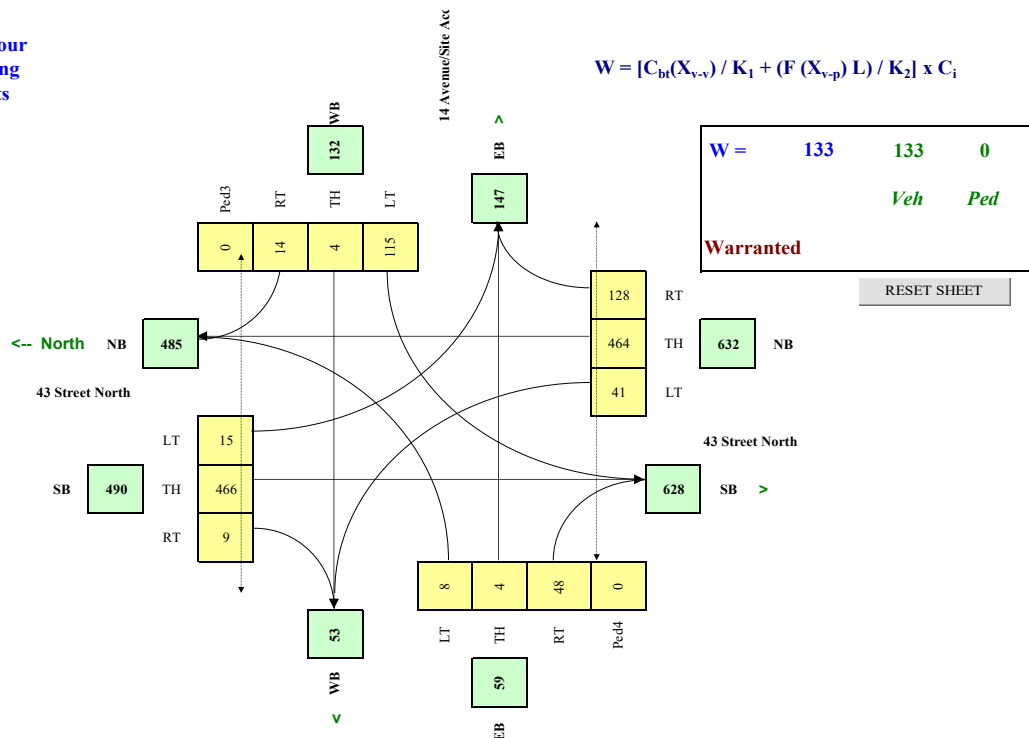 our
ng
ts
14 Avenue/Site Acc
W = [Cbt(Xv-v) / K1 + (F (Xv-p) L) / K2] x Ci
WB
132
^
EB
147
W = 133 133 0
Veh Ped
Warranted
RESET SHEET
Ped3 RT TH LT
0 14 4 115
128 RT
464 TH 632 NB
41 LT
<-- North NB 485
43 Street North
LT 15
SB 490 TH 466
RT 9
43 Street North
628 SB >
8 4 48 0
LT TH RT Ped4
53
WB
v
59
EB